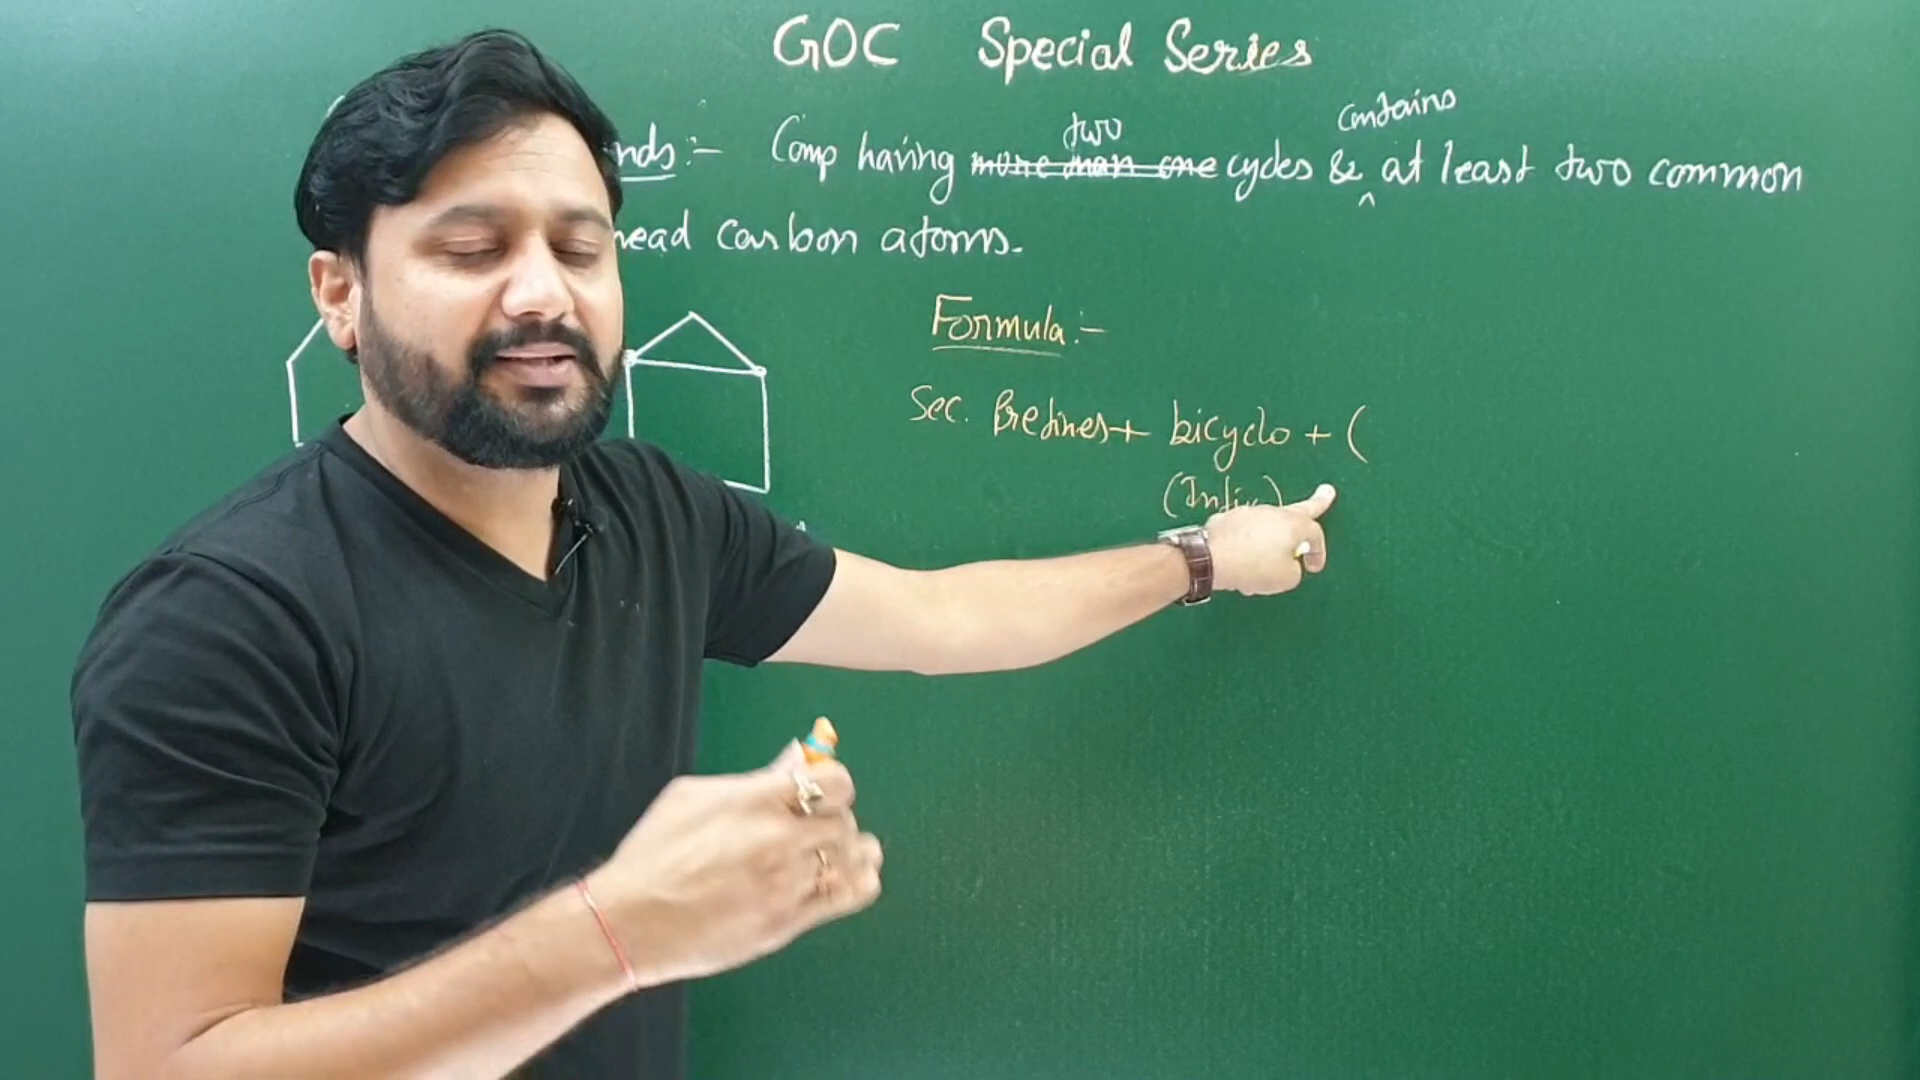 GOC Special Series
nds :- Comp having two more than one cycles & contains at least two common
head carbon atoms.
Formula :-
Sec. Prefixes + bicyclo + (
(Infix)